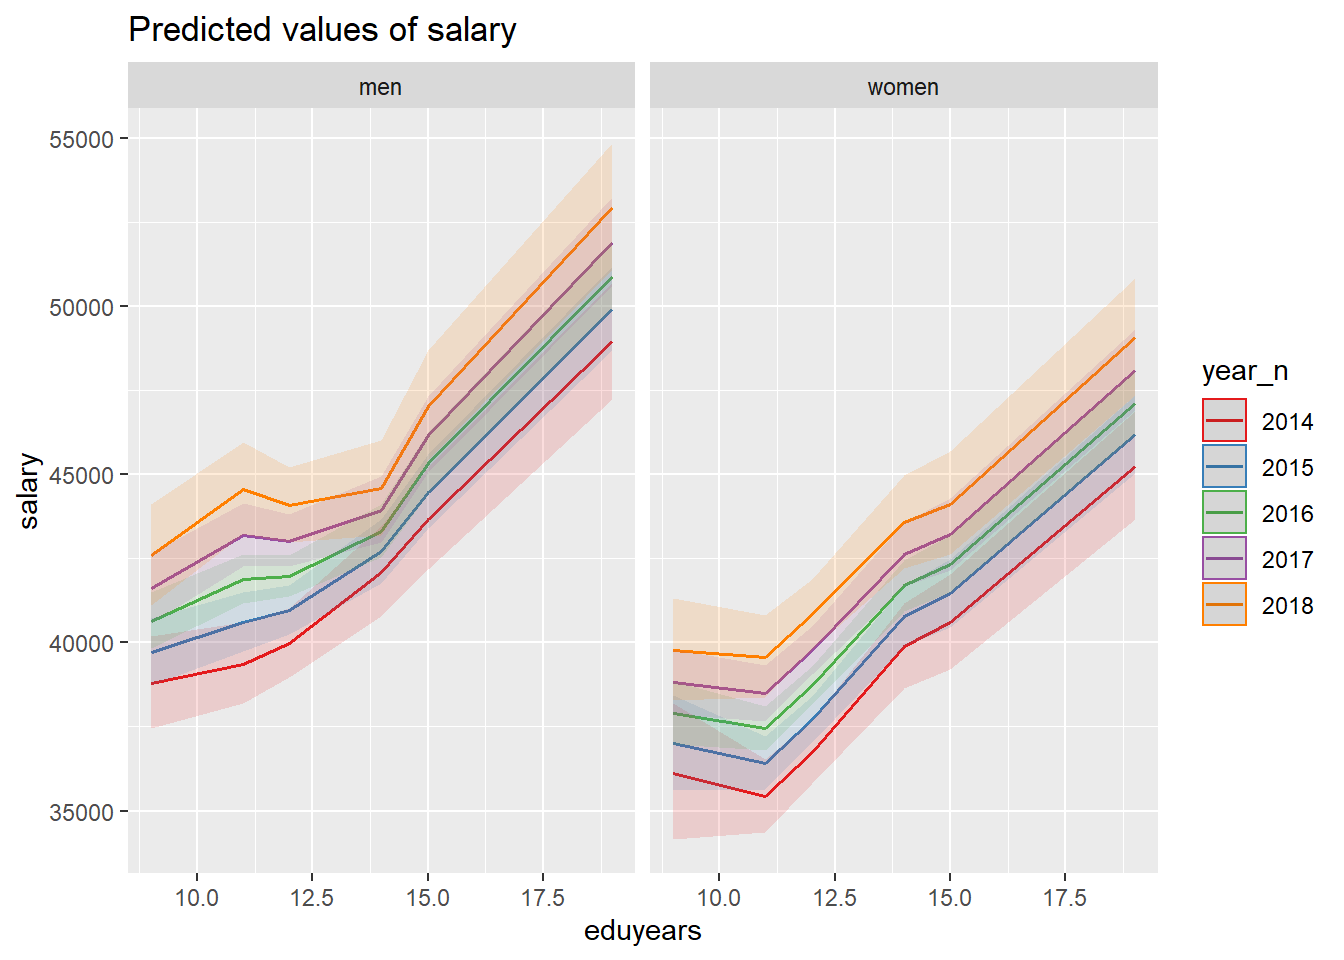 Predicted values of salary
men
women
55000
50000
45000
40000
35000
salary
10.0 12.5 15.0 17.5
10.0 12.5 15.0 17.5
eduyears
year_n
2014
2015
2016
2017
2018